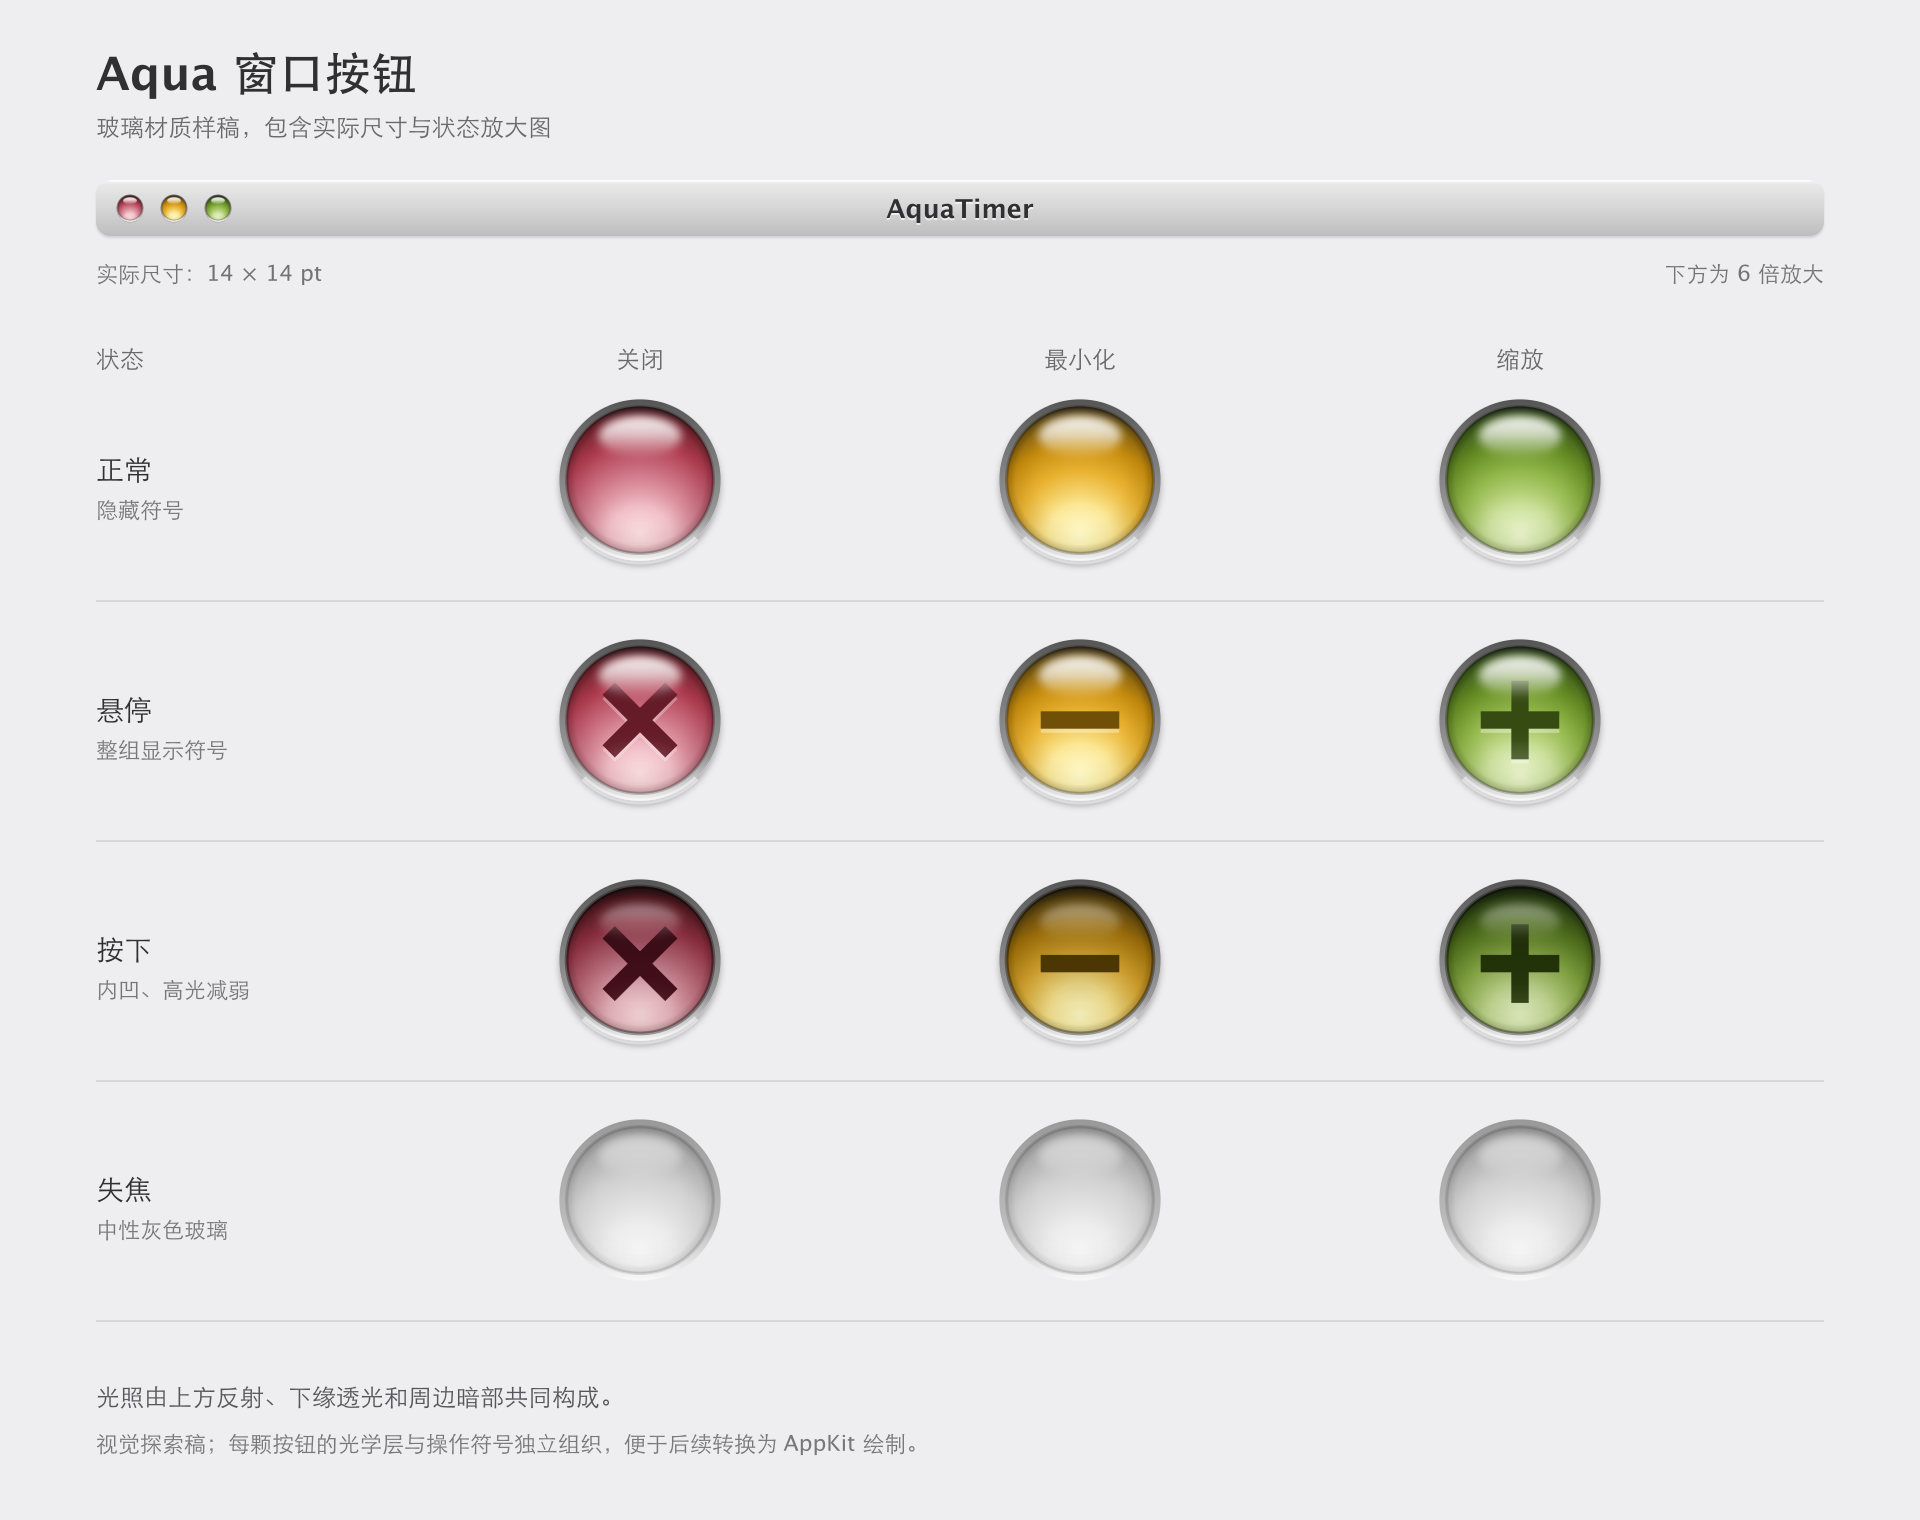 Aqua 窗口按钮
玻璃材质样稿，包含实际尺寸与状态放大图
AquaTimer
实际尺寸：14 × 14 pt
下方为 6 倍放大
状态
关闭
最小化
缩放
正常
隐藏符号
悬停
整组显示符号
按下
内凹、高光减弱
失焦
中性灰色玻璃
光照由上方反射、下缘透光和周边暗部共同构成。
视觉探索稿；每颗按钮的光学层与操作符号独立组织，便于后续转换为 AppKit 绘制。